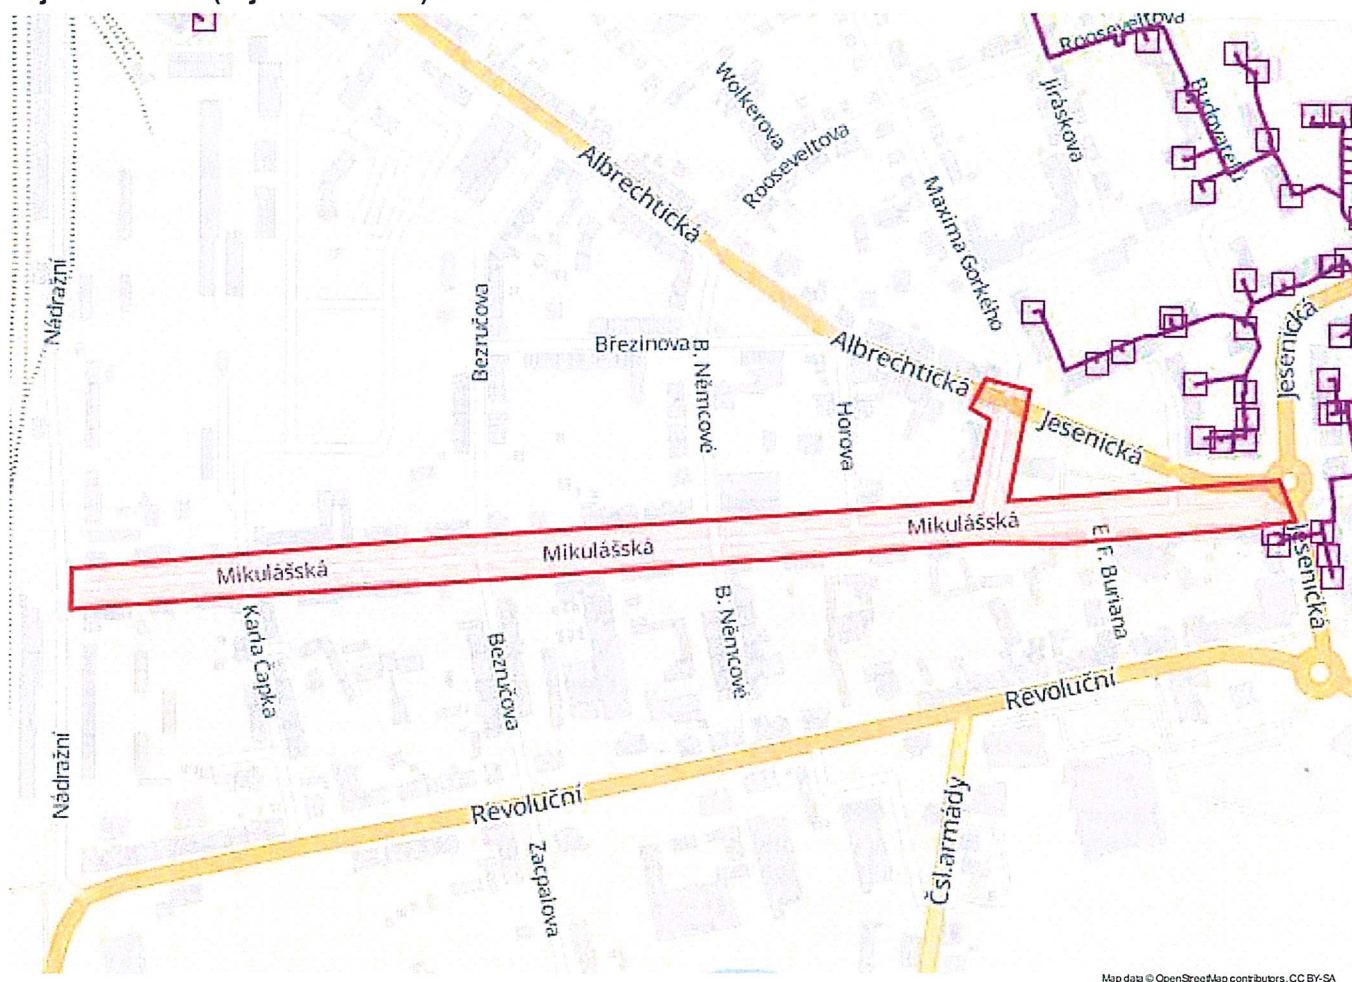 Rooseveltova
Wolkerova
Jiráskova
Budovatelů
Rooseveltova
Albrechtická
Maxima Gorkého
Nádražní
Bezručova
Březinova
B. Němcové
Albrechtická
Jesenická
Horova
Jesenická
Mikulášská
Mikulášská
Mikulášská
E. F. Buriana
Jesenická
Karla Čapka
B. Němcové
Bezručova
Revoluční
Nádražní
Revoluční
Čsl.armády
Zacpalova
Map data © OpenStreetMap contributors, CC BY-SA